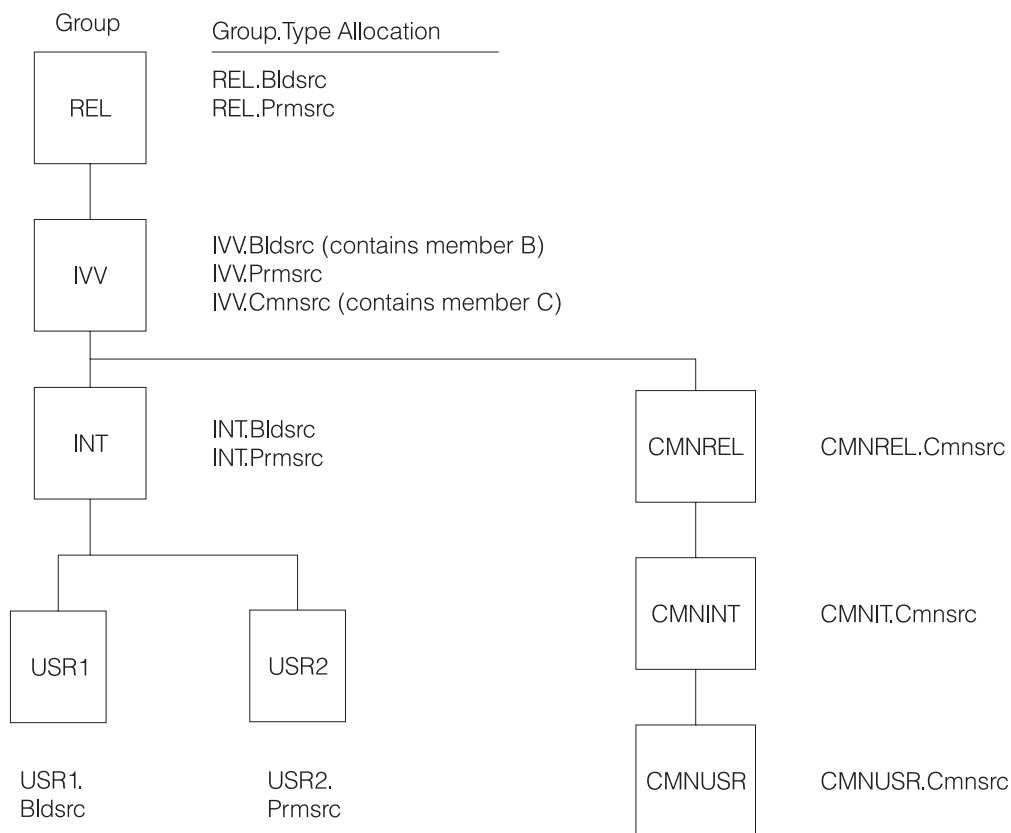 Group
Group.Type Allocation
REL
REL.Bldsrc
REL.Prmsrc
IVV
IVV.Bldsrc (contains member B)
IVV.Prmsrc
IVV.Cmnsrc (contains member C)
INT
INT.Bldsrc
INT.Prmsrc
CMNREL
CMNREL.Cmnsrc
USR1
USR2
CMNINT
CMNIT.Cmnsrc
USR1.
Bldsrc
USR2.
Prmsrc
CMNUSR
CMNUSR.Cmnsrc